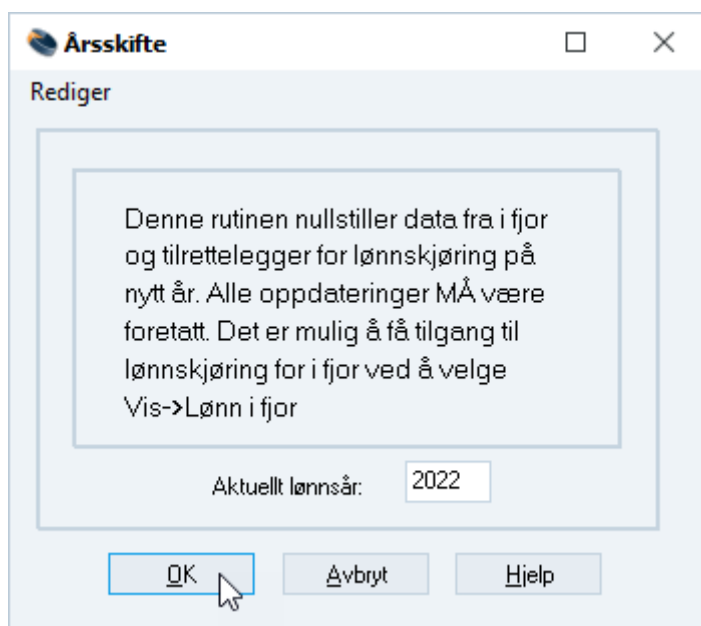 Årsskifte
Rediger
Denne rutinen nullstiller data fra i fjor
og tilrettelegger for lønnskjøring på
nytt år. Alle oppdateringer MÅ være
foretatt. Det er mulig å få tilgang til
lønnskjøring for i fjor ved å velge
Vis->Lønn i fjor
Aktuellt lønnsår: 2022
OK Avbryt Hjelp